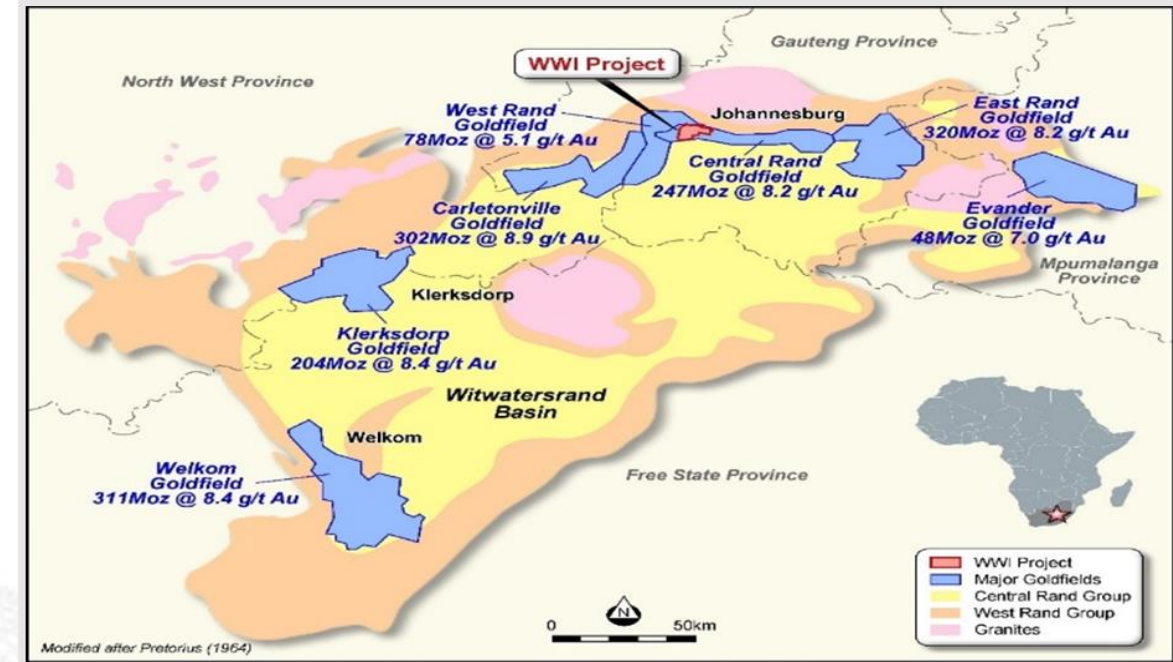 Gauteng Province
WWI Project
North West Province
West Rand
Goldfield
78Moz @ 5.1 g/t Au
Johannesburg
East Rand
Goldfield
320Moz @ 8.2 g/t Au
Central Rand
Goldfield
247Moz @ 8.2 g/t Au
Carletonville
Goldfield
302Moz @ 8.9 g/t Au
Evander
Goldfield
48Moz @ 7.0 g/t Au
Mpumalanga
Province
Klerksdorp
Klerksdorp
Goldfield
204Moz @ 8.4 g/t Au
Witwatersrand
Basin
Welkom
Welkom
Goldfield
311Moz @ 8.4 g/t Au
Free State Province
WWI Project
Major Goldfields
Central Rand Group
West Rand Group
Granites
N
0 50km
Modified after Pretorius (1964)